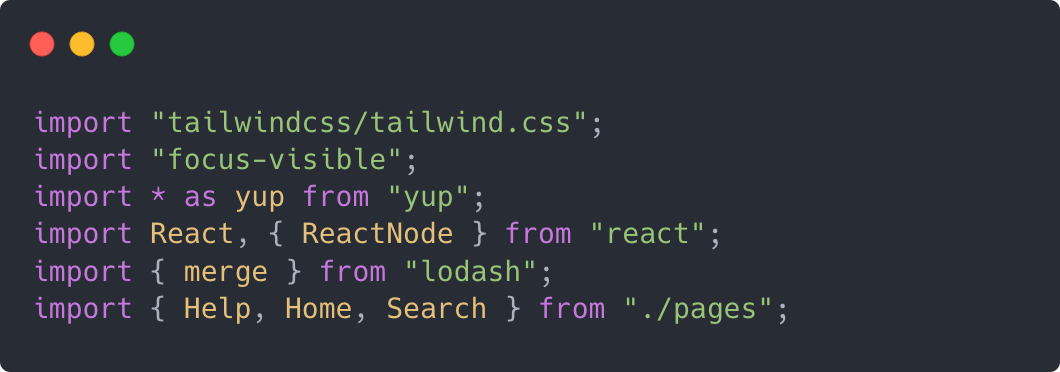 import "tailwindcss/tailwind.css";
import "focus-visible";
import * as yup from "yup";
import React, { ReactNode } from "react";
import { merge } from "lodash";
import { Help, Home, Search } from "./pages";